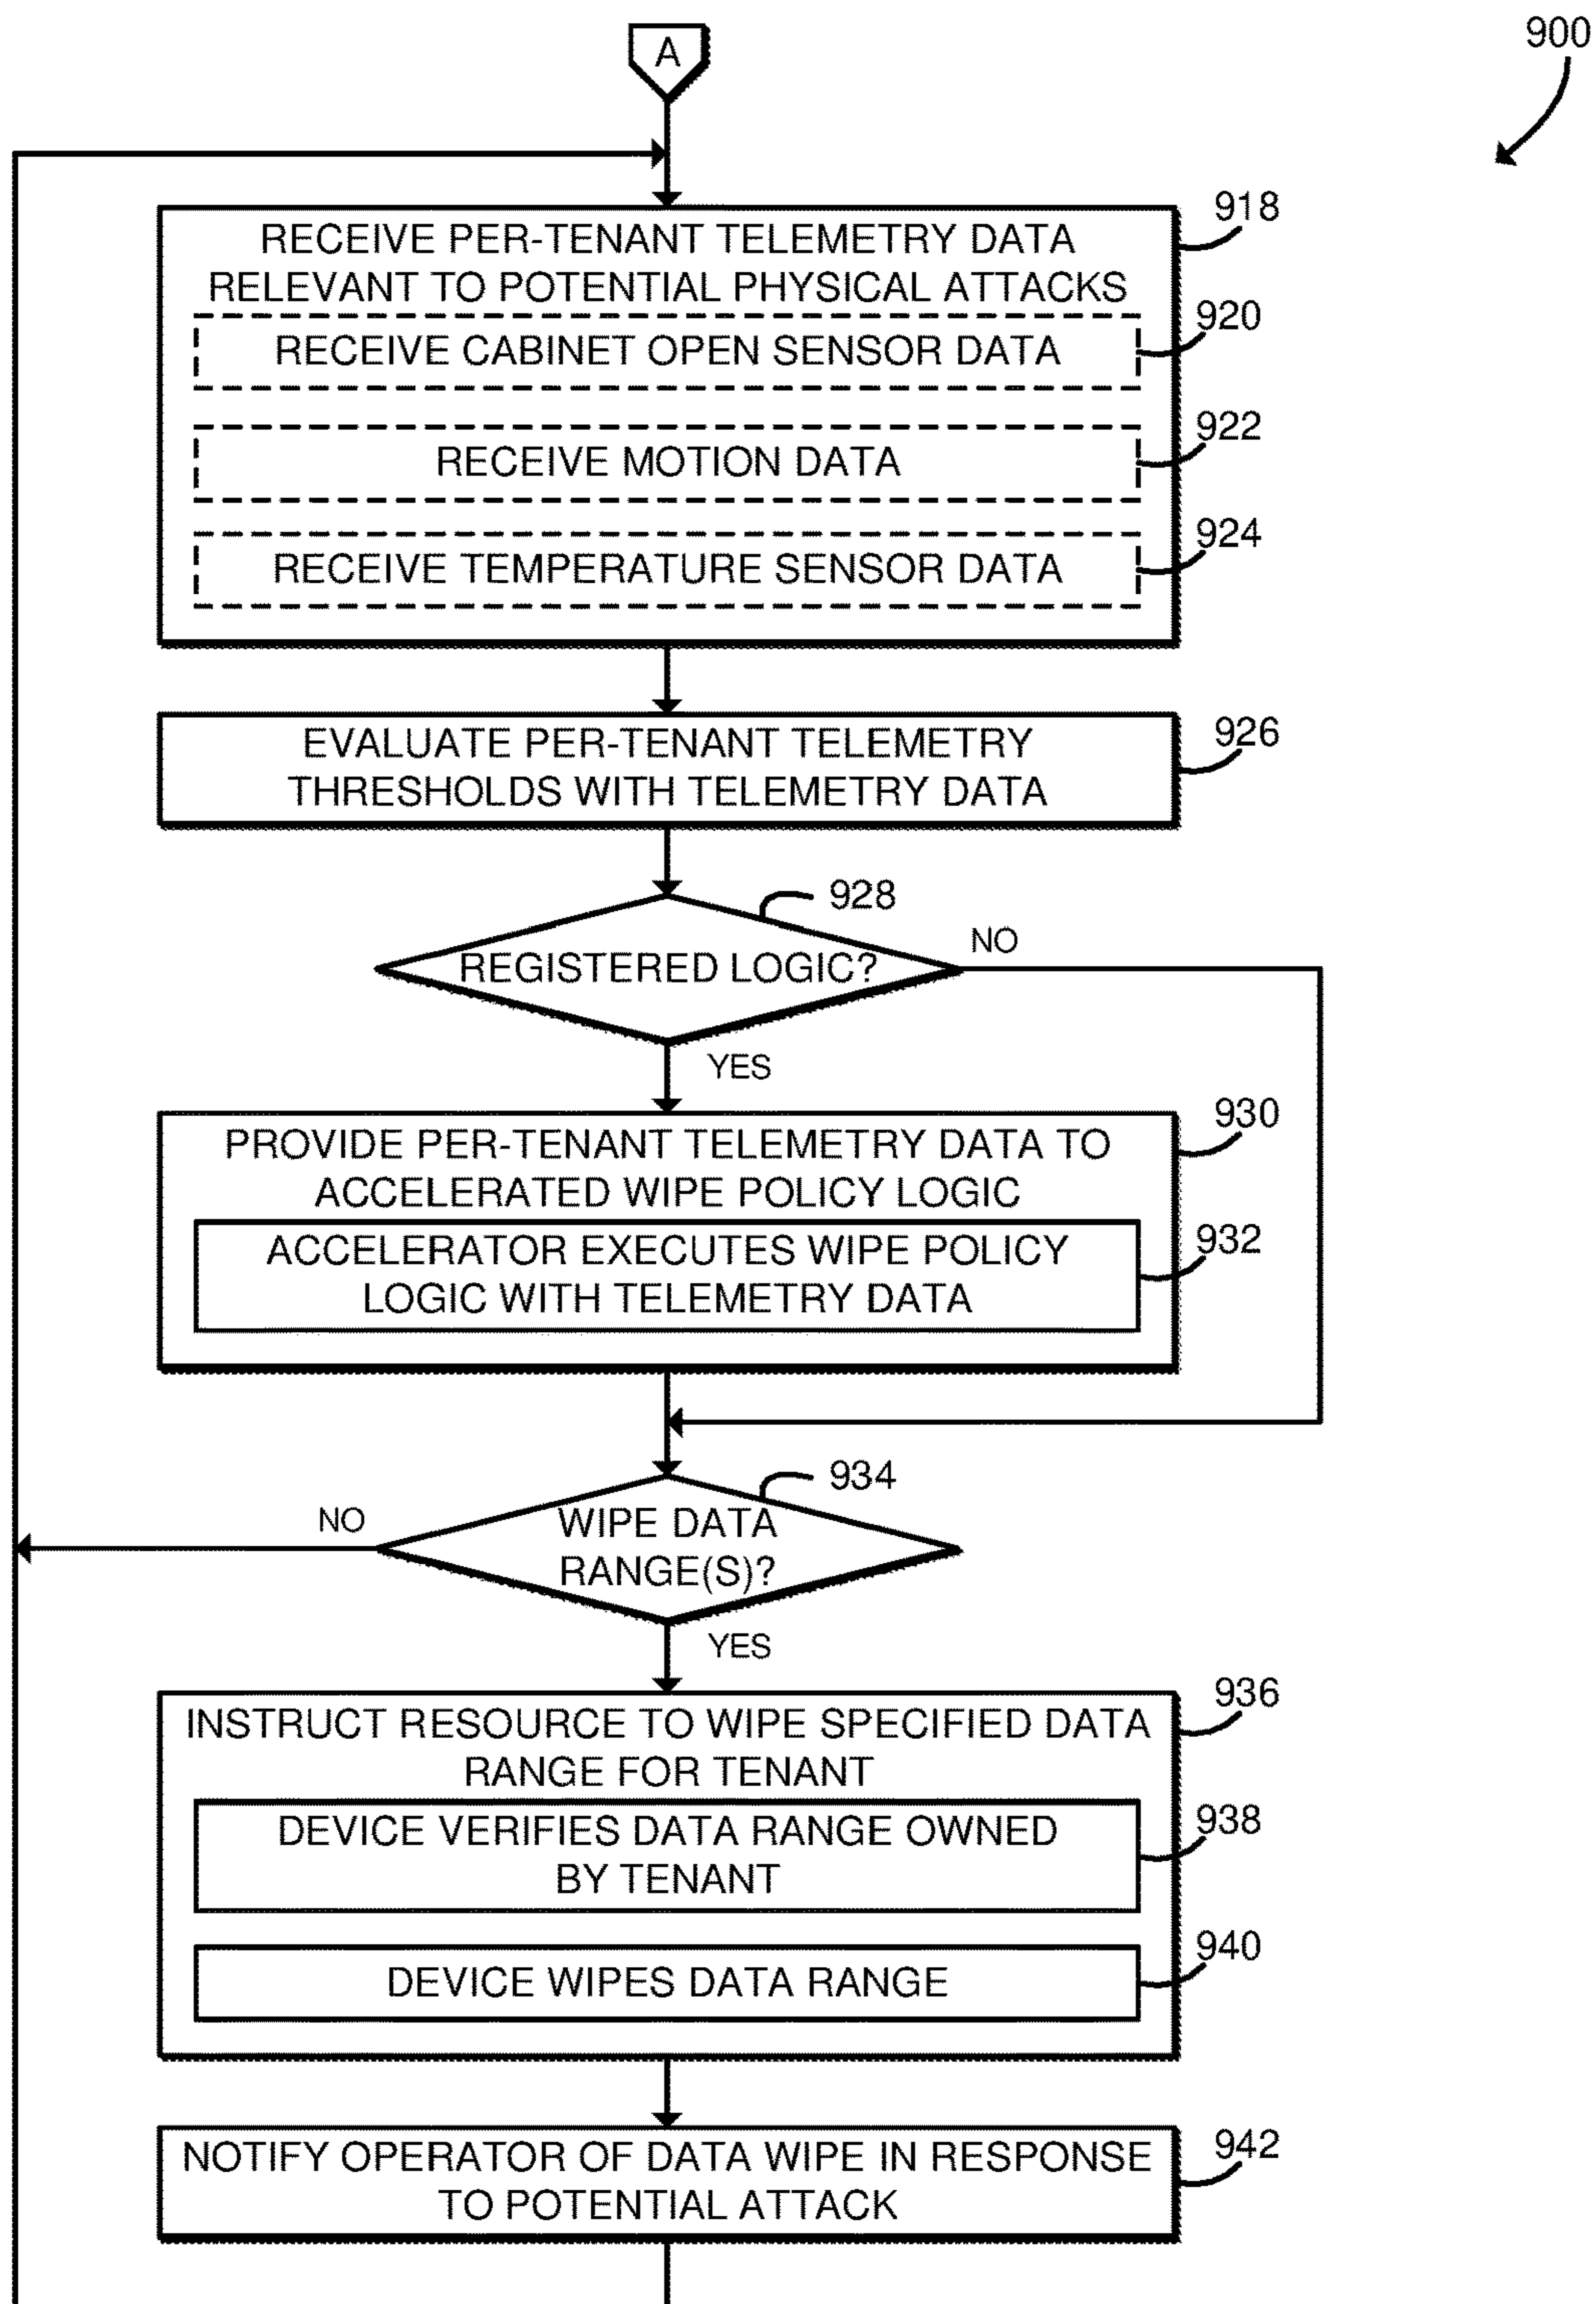 A
900
918
RECEIVE PER-TENANT TELEMETRY DATA
RELEVANT TO POTENTIAL PHYSICAL ATTACKS
920
RECEIVE CABINET OPEN SENSOR DATA
922
RECEIVE MOTION DATA
924
RECEIVE TEMPERATURE SENSOR DATA
926
EVALUATE PER-TENANT TELEMETRY
THRESHOLDS WITH TELEMETRY DATA
928
REGISTERED LOGIC?
NO
YES
930
PROVIDE PER-TENANT TELEMETRY DATA TO
ACCELERATED WIPE POLICY LOGIC
932
ACCELERATOR EXECUTES WIPE POLICY
LOGIC WITH TELEMETRY DATA
934
WIPE DATA
RANGE(S)?
NO
YES
936
INSTRUCT RESOURCE TO WIPE SPECIFIED DATA
RANGE FOR TENANT
938
DEVICE VERIFIES DATA RANGE OWNED
BY TENANT
940
DEVICE WIPES DATA RANGE
942
NOTIFY OPERATOR OF DATA WIPE IN RESPONSE
TO POTENTIAL ATTACK